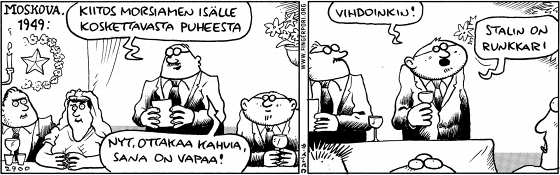 MOSKOVA.
1949:
KIITOS MORSIAMEN ISÄLLE
KOSKETTAVASTA PUHEESTA
NYT, OTTAKAA KAHVIA,
SANA ON VAPAA!
2900
WWW.FINGERPORI.ORG
VIHDOINKIN!
STALIN ON
RUNKKARI